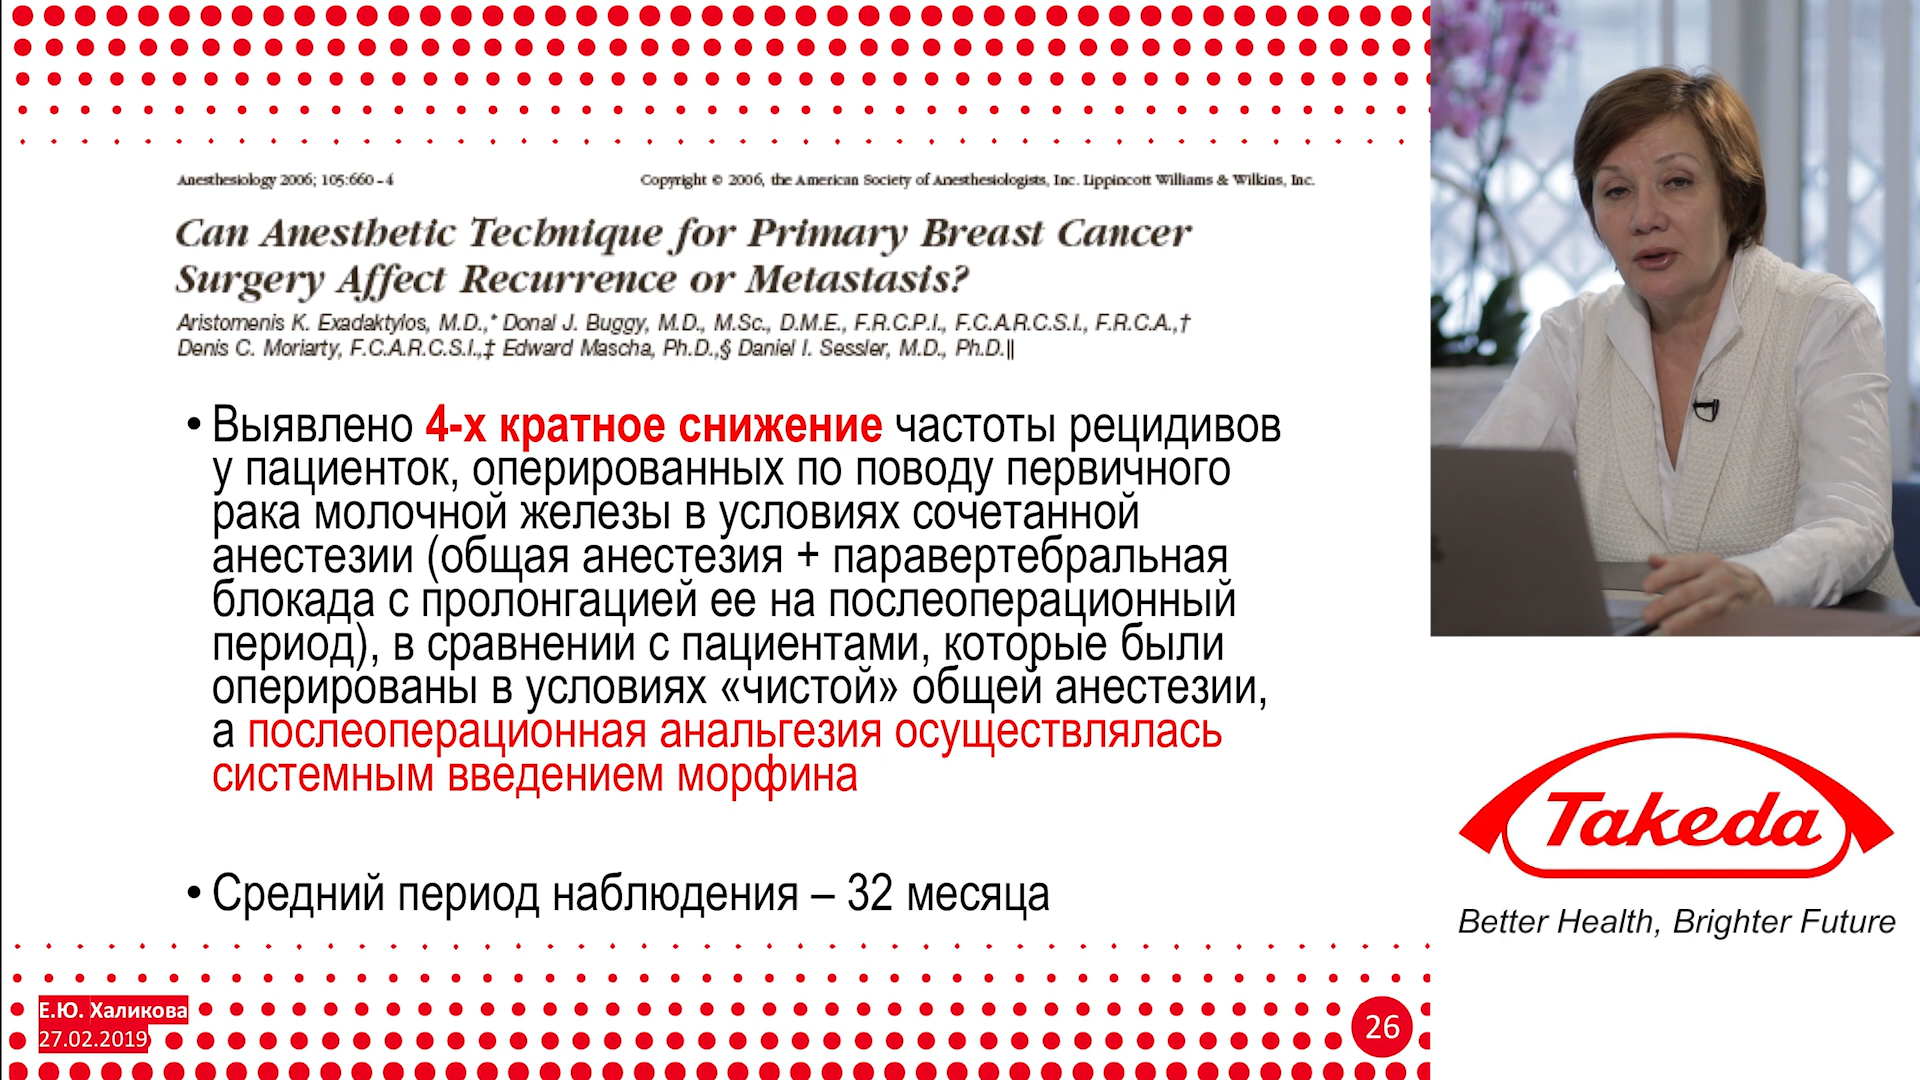 Anesthesiology 2006; 105:660–4
Copyright © 2006, the American Society of Anesthesiologists, Inc. Lippincott Williams & Wilkins, Inc.
Can Anesthetic Technique for Primary Breast Cancer
Surgery Affect Recurrence or Metastasis?
Aristomenis K. Exadaktylos, M.D.,* Donal J. Buggy, M.D., M.Sc., D.M.E., F.R.C.P.I., F.C.A.R.C.S.I., F.R.C.A.,†
Denis C. Moriarty, F.C.A.R.C.S.I.,‡ Edward Mascha, Ph.D.,§ Daniel I. Sessler, M.D., Ph.D.‖
• Выявлено 4-х кратное снижение частоты рецидивов
у пациенток, оперированных по поводу первичного
рака молочной железы в условиях сочетанной
анестезии (общая анестезия + паравертебральная
блокада с пролонгацией ее на послеоперационный
период), в сравнении с пациентами, которые были
оперированы в условиях «чистой» общей анестезии,
а послеоперационная анальгезия осуществлялась
системным введением морфина
• Средний период наблюдения – 32 месяца
Е.Ю. Халикова
27.02.2019
26
Takeda
Better Health, Brighter Future